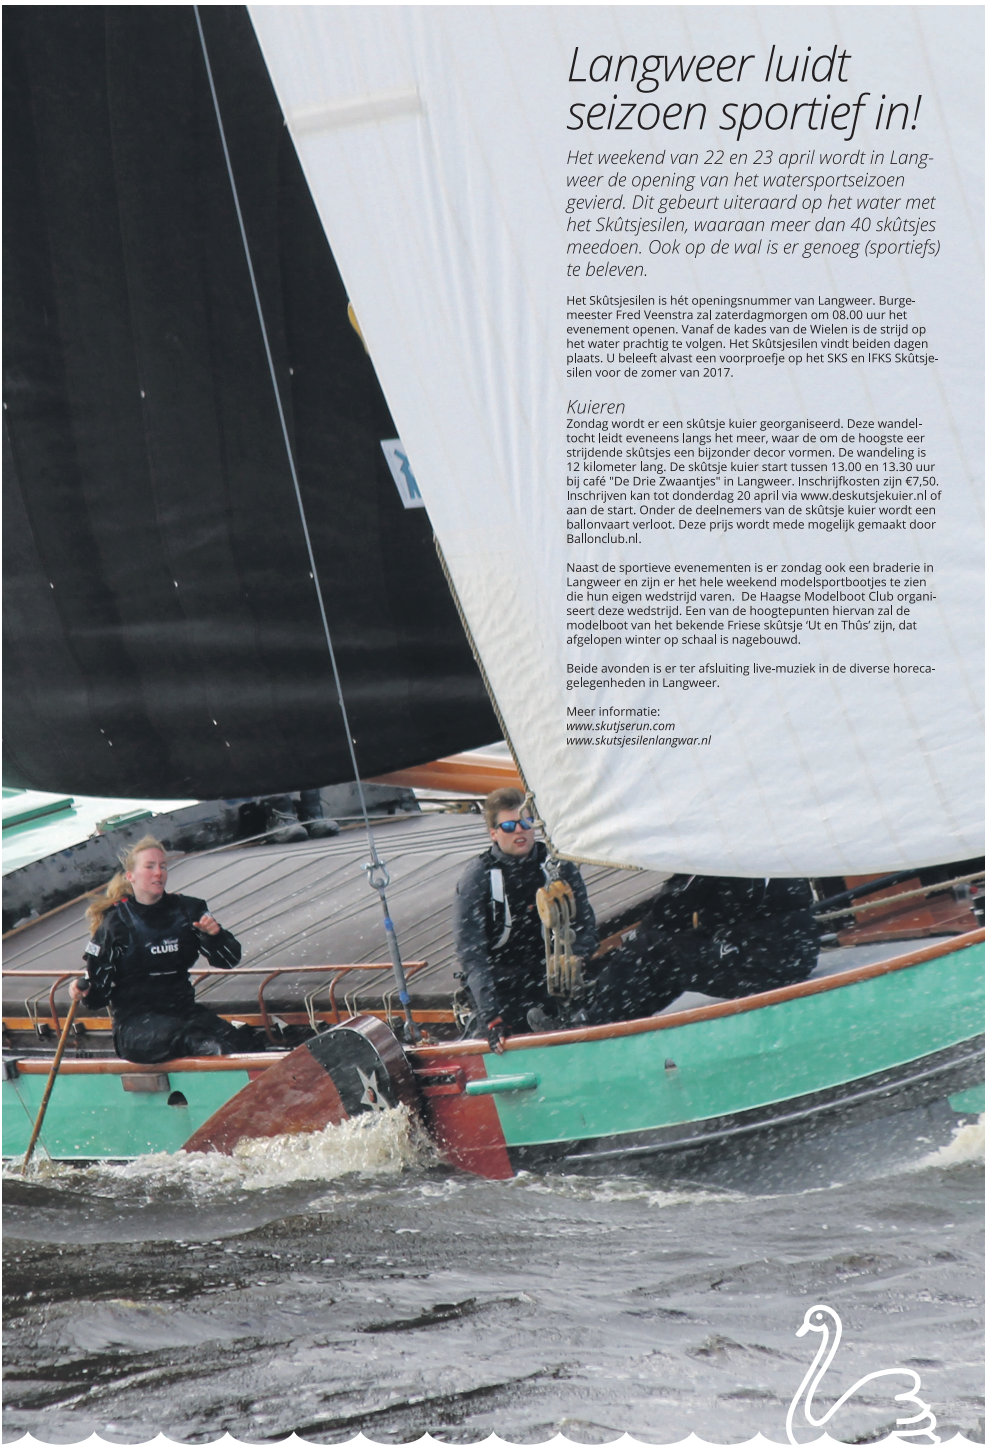 Langweer luidt
seizoen sportief in!
Het weekend van 22 en 23 april wordt in Lang-
weer de opening van het watersportseizoen
gevierd. Dit gebeurt uiteraard op het water met
het Skûtsjesilen, waaraan meer dan 40 skûtsjes
meedoen. Ook op de wal is er genoeg (sportiefs)
te beleven.
Het Skûtsjesilen is hét openingsnummer van Langweer. Burge-
meester Fred Veenstra zal zaterdagmorgen om 08.00 uur het
evenement openen. Vanaf de kades van de Wielen is de strijd op
het water prachtig te volgen. Het Skûtsjesilen vindt beiden dagen
plaats. U beleeft alvast een voorproefje op het SKS en IFKS Skûtsje-
silen voor de zomer van 2017.
Kuieren
Zondag wordt er een skûtsje kuier georganiseerd. Deze wandel-
tocht leidt eveneens langs het meer, waar de om de hoogste eer
strijdende skûtsjes een bijzonder decor vormen. De wandeling is
12 kilometer lang. De skûtsje kuier start tussen 13.00 en 13.30 uur
bij café "De Drie Zwaantjes" in Langweer. Inschrijfkosten zijn €7,50.
Inschrijven kan tot donderdag 20 april via www.deskutsjekuier.nl of
aan de start. Onder de deelnemers van de skûtsje kuier wordt een
ballonvaart verloot. Deze prijs wordt mede mogelijk gemaakt door
Ballonclub.nl.
Naast de sportieve evenementen is er zondag ook een braderie in
Langweer en zijn er het hele weekend modelsportbootjes te zien
die hun eigen wedstrijd varen.  De Haagse Modelboot Club organi-
seert deze wedstrijd. Een van de hoogtepunten hiervan zal de
modelboot van het bekende Friese skûtsje ‘Ut en Thûs’ zijn, dat
afgelopen winter op schaal is nagebouwd.
Beide avonden is er ter afsluiting live-muziek in de diverse horeca-
gelegenheden in Langweer.
Meer informatie:
www.skutjserun.com
www.skutsjesilenlangwar.nl
CLUBS